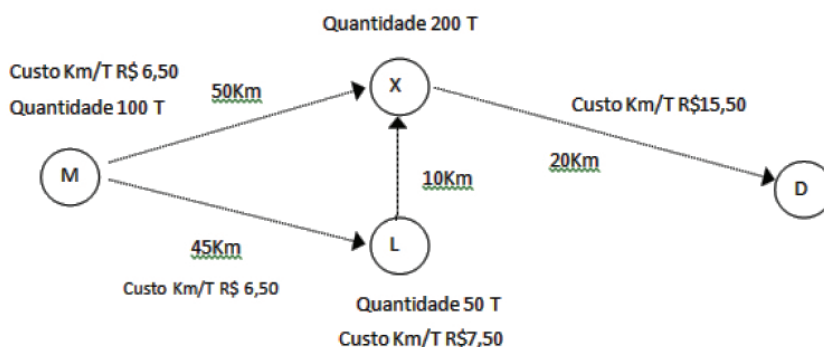 Quantidade 200 T
Custo Km/T R$ 6,50
Quantidade 100 T
50Km
X
Custo Km/T R$15,50
M
10Km
20Km
D
45Km
L
Custo Km/T R$ 6,50
Quantidade 50 T
Custo Km/T R$7,50